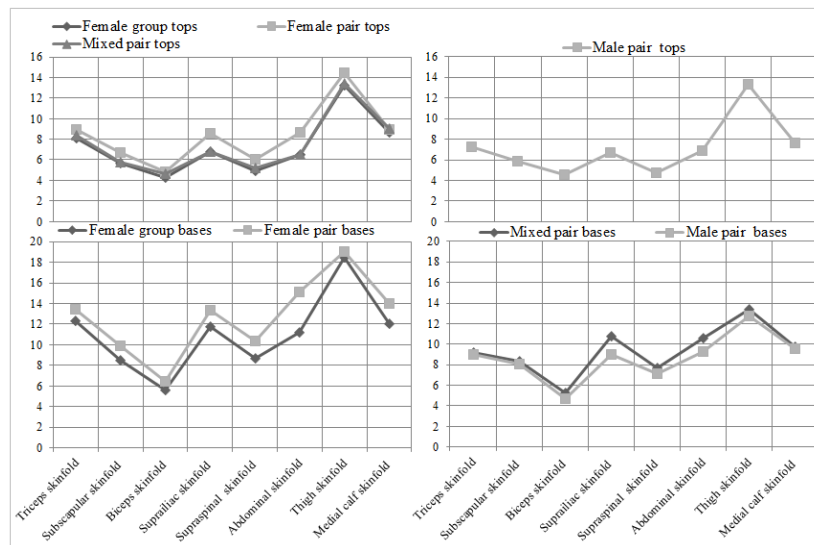 Female group tops
Female pair tops
Mixed pair tops
16
14
12
10
8
6
4
2
0
Male pair tops
16
14
12
10
8
6
4
2
0
Female group bases
Female pair bases
20
18
16
14
12
10
8
6
4
2
0
Triceps skinfold
Subscapular skinfold
Biceps skinfold
Suprailiac skinfold
Supraspinal skinfold
Abdominal skinfold
Thigh skinfold
Medial calf skinfold
Mixed pair bases
Male pair bases
20
18
16
14
12
10
8
6
4
2
0
Triceps skinfold
Subscapular skinfold
Biceps skinfold
Suprailiac skinfold
Supraspinal skinfold
Abdominal skinfold
Thigh skinfold
Medial calf skinfold